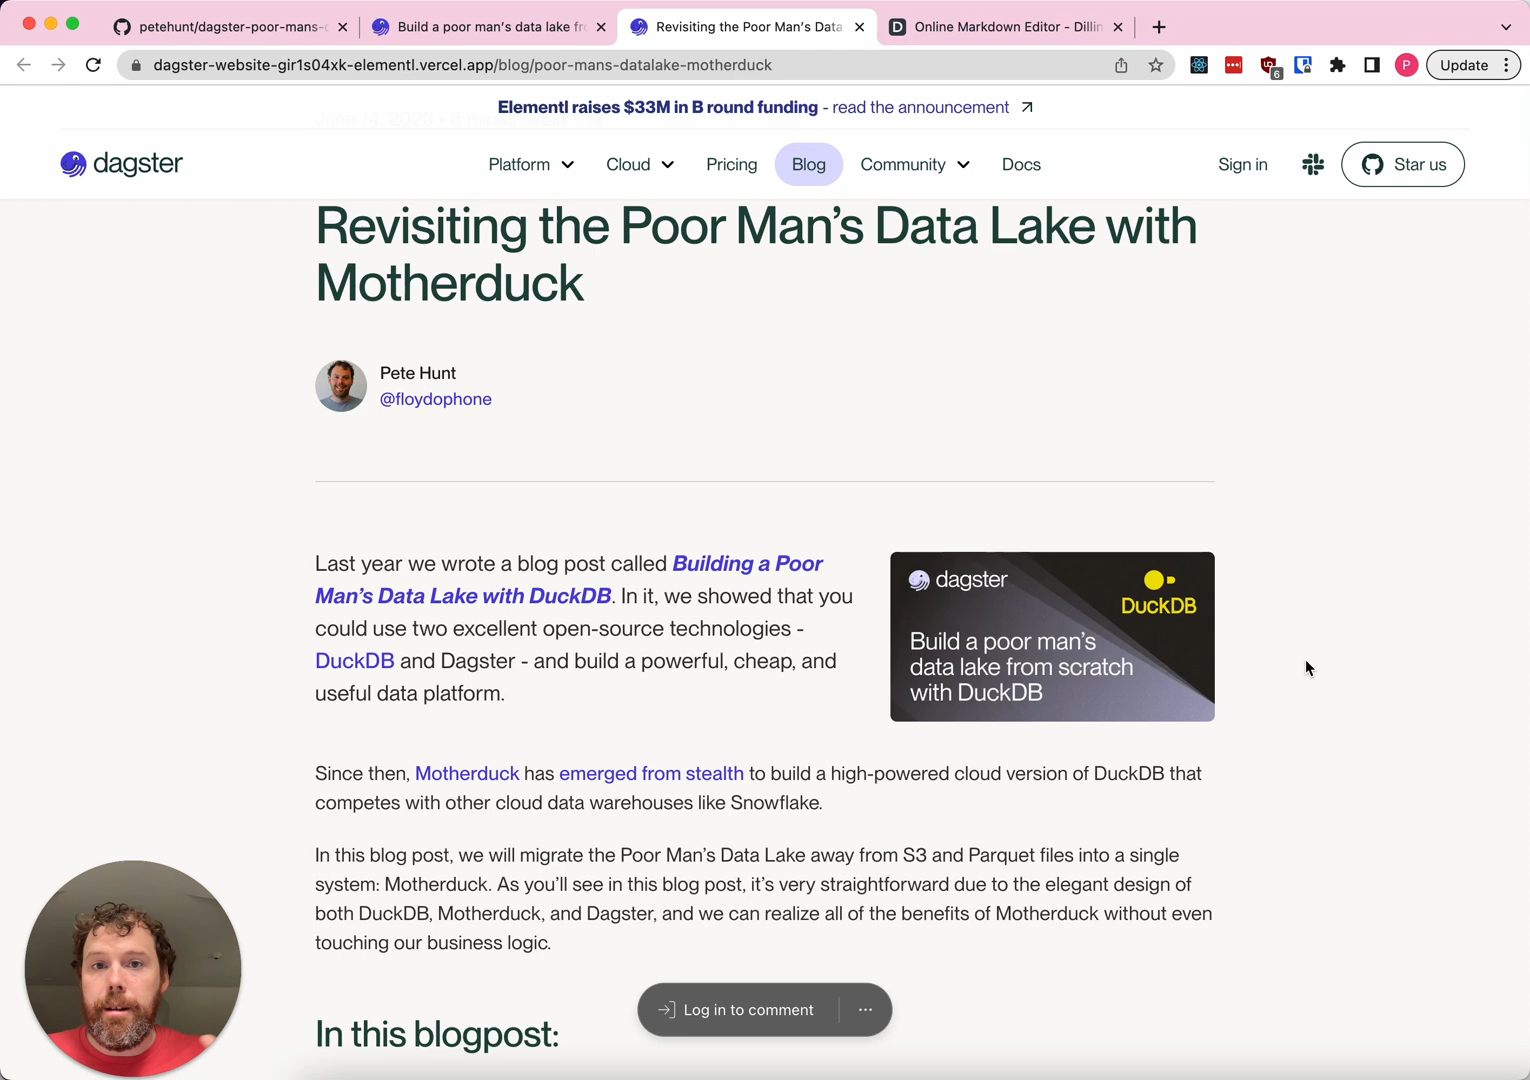 petehunt/dagster-poor-mans-
Build a poor man's data lake fr
Revisiting the Poor Man's Data
Online Markdown Editor - Dillin
dagster-website-gir1s04xk-elementl.vercel.app/blog/poor-mans-datalake-motherduck
6
P
Update
Elementl raises $33M in B round funding - read the announcement
dagster
Platform
Cloud
Pricing
Blog
Community
Docs
Sign in
Star us
Revisiting the Poor Man's Data Lake with
Motherduck
Pete Hunt
@floydophone
Last year we wrote a blog post called Building a Poor
Man's Data Lake with DuckDB. In it, we showed that you
could use two excellent open-source technologies -
DuckDB and Dagster - and build a powerful, cheap, and
useful data platform.
dagster
DuckDB
Build a poor man's
data lake from scratch
with DuckDB
Since then, Motherduck has emerged from stealth to build a high-powered cloud version of DuckDB that
competes with other cloud data warehouses like Snowflake.
In this blog post, we will migrate the Poor Man's Data Lake away from S3 and Parquet files into a single
system: Motherduck. As you'll see in this blog post, it's very straightforward due to the elegant design of
both DuckDB, Motherduck, and Dagster, and we can realize all of the benefits of Motherduck without even
touching our business logic.
Log in to comment
In this blogpost: